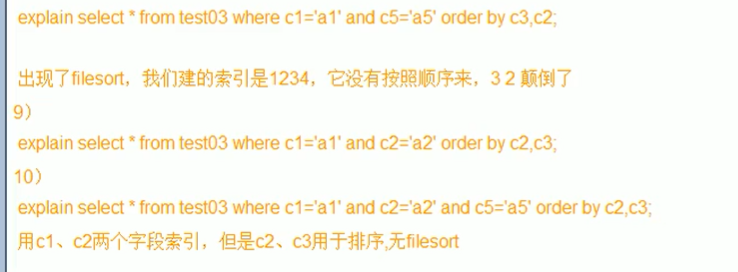 explain select * from test03 where c1='a1' and c5='a5' order by c3,c2;
出现了filesort，我们建的索引是1234，它没有按照顺序来，3 2 颠倒了
9）
explain select * from test03 where c1='a1' and c2='a2' order by c2,c3;
10）
explain select * from test03 where c1='a1' and c2='a2' and c5='a5' order by c2,c3;
用c1、c2两个字段索引，但是c2、c3用于排序,无filesort